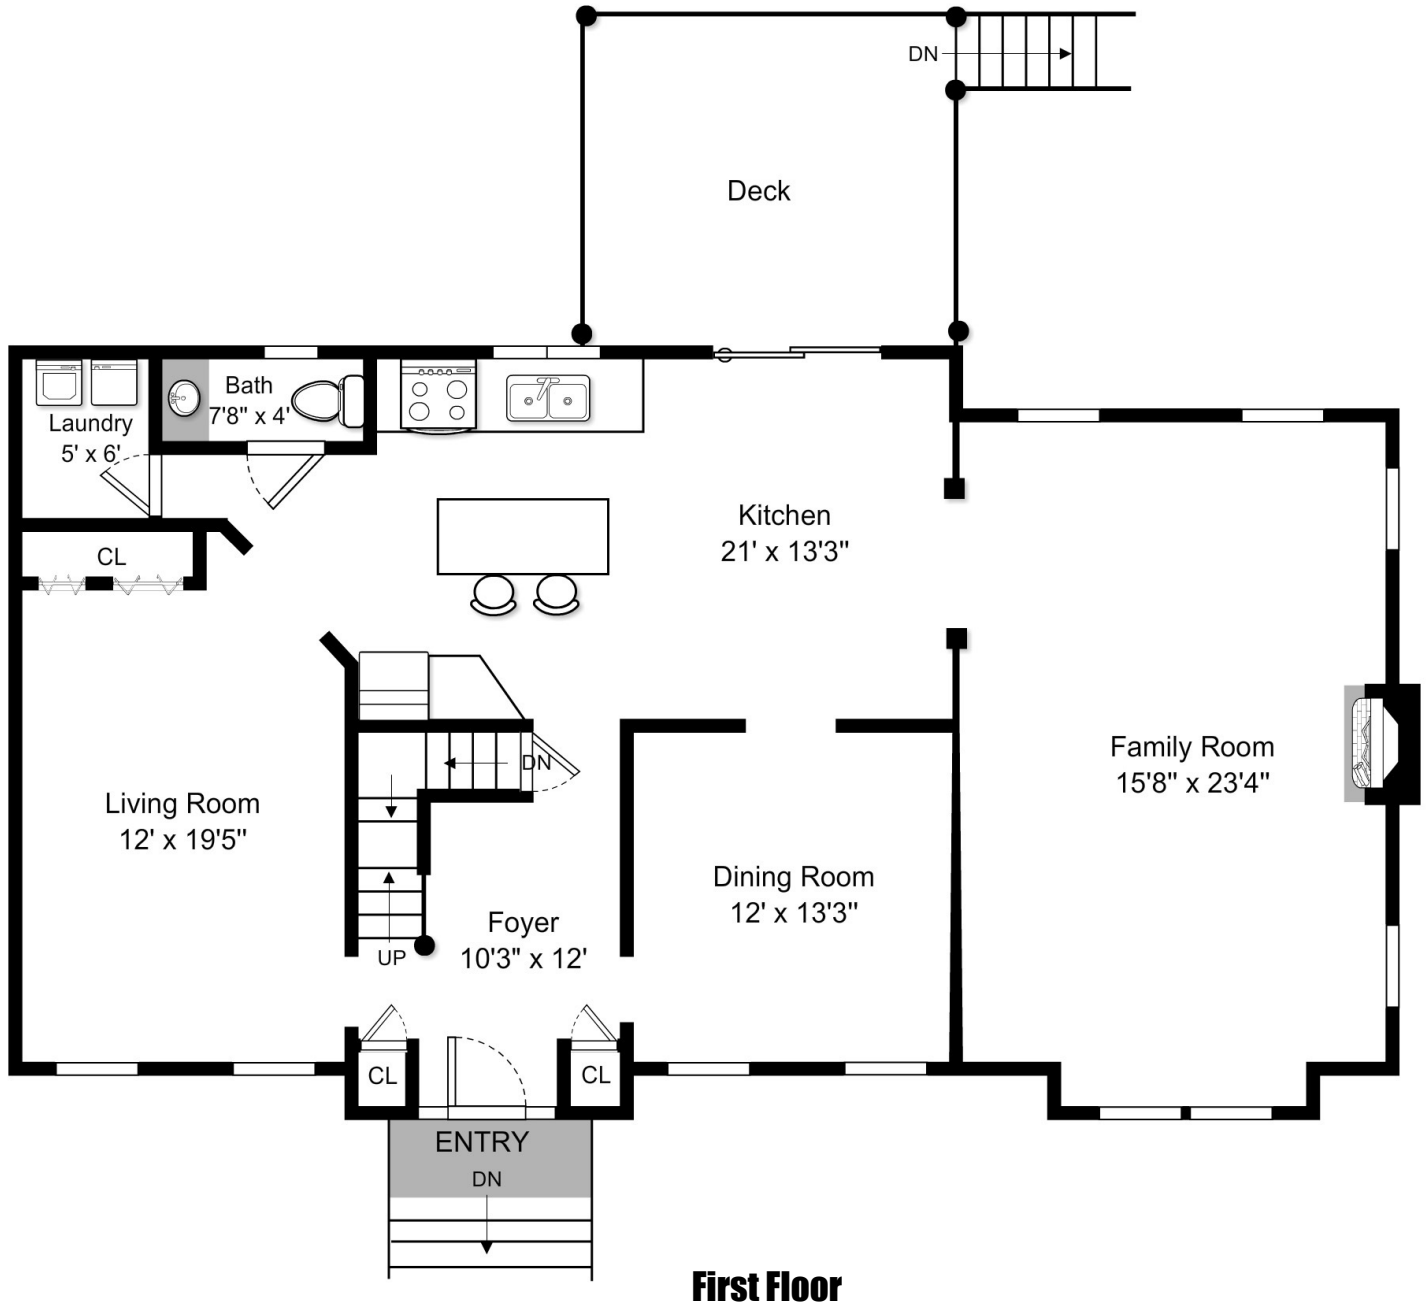 DN
Deck
Bath
7'8" x 4'
Laundry
5' x 6'
Kitchen
21' x 13'3"
CL
Family Room
15'8" x 23'4"
DN
Living Room
12' x 19'5"
Dining Room
12' x 13'3"
Foyer
10'3" x 12'
UP
CL
CL
ENTRY
DN
First Floor